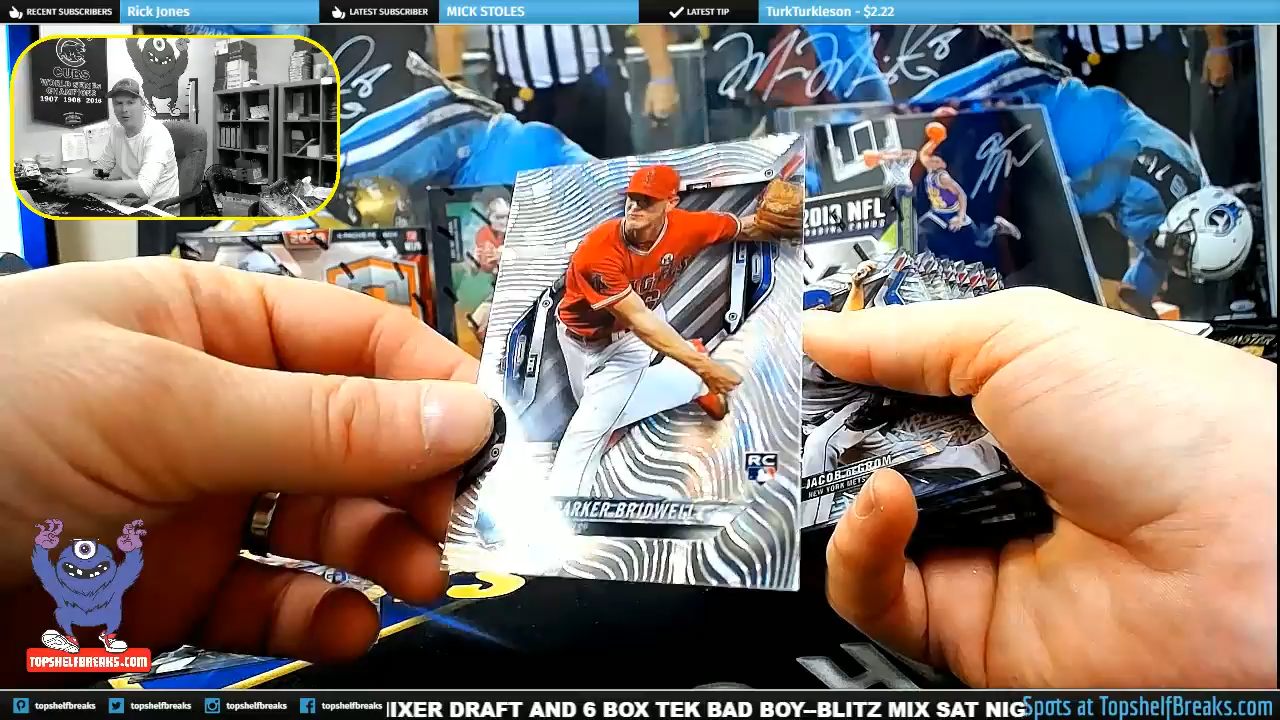 RECENT SUBSCRIBERS Rick Jones LATEST SUBSCRIBER MICK STOLES LATEST TIP TurkTurkleson - $2.22
CUBS
WORLD SERIES
CHAMPIONS
1907 1908 2016
2013 NFL
TRADING CARDS
RC
PARKER BRIDWELL
JACOB deGROM
NEW YORK METS
TOPSHELFBREAKS.COM
topshelfbreaks topshelfbreaks topshelfbreaks topshelfbreaks IXER DRAFT AND 6 BOX TEK BAD BOY–BLITZ MIX SAT NIG Spots at TopshelfBreaks.com